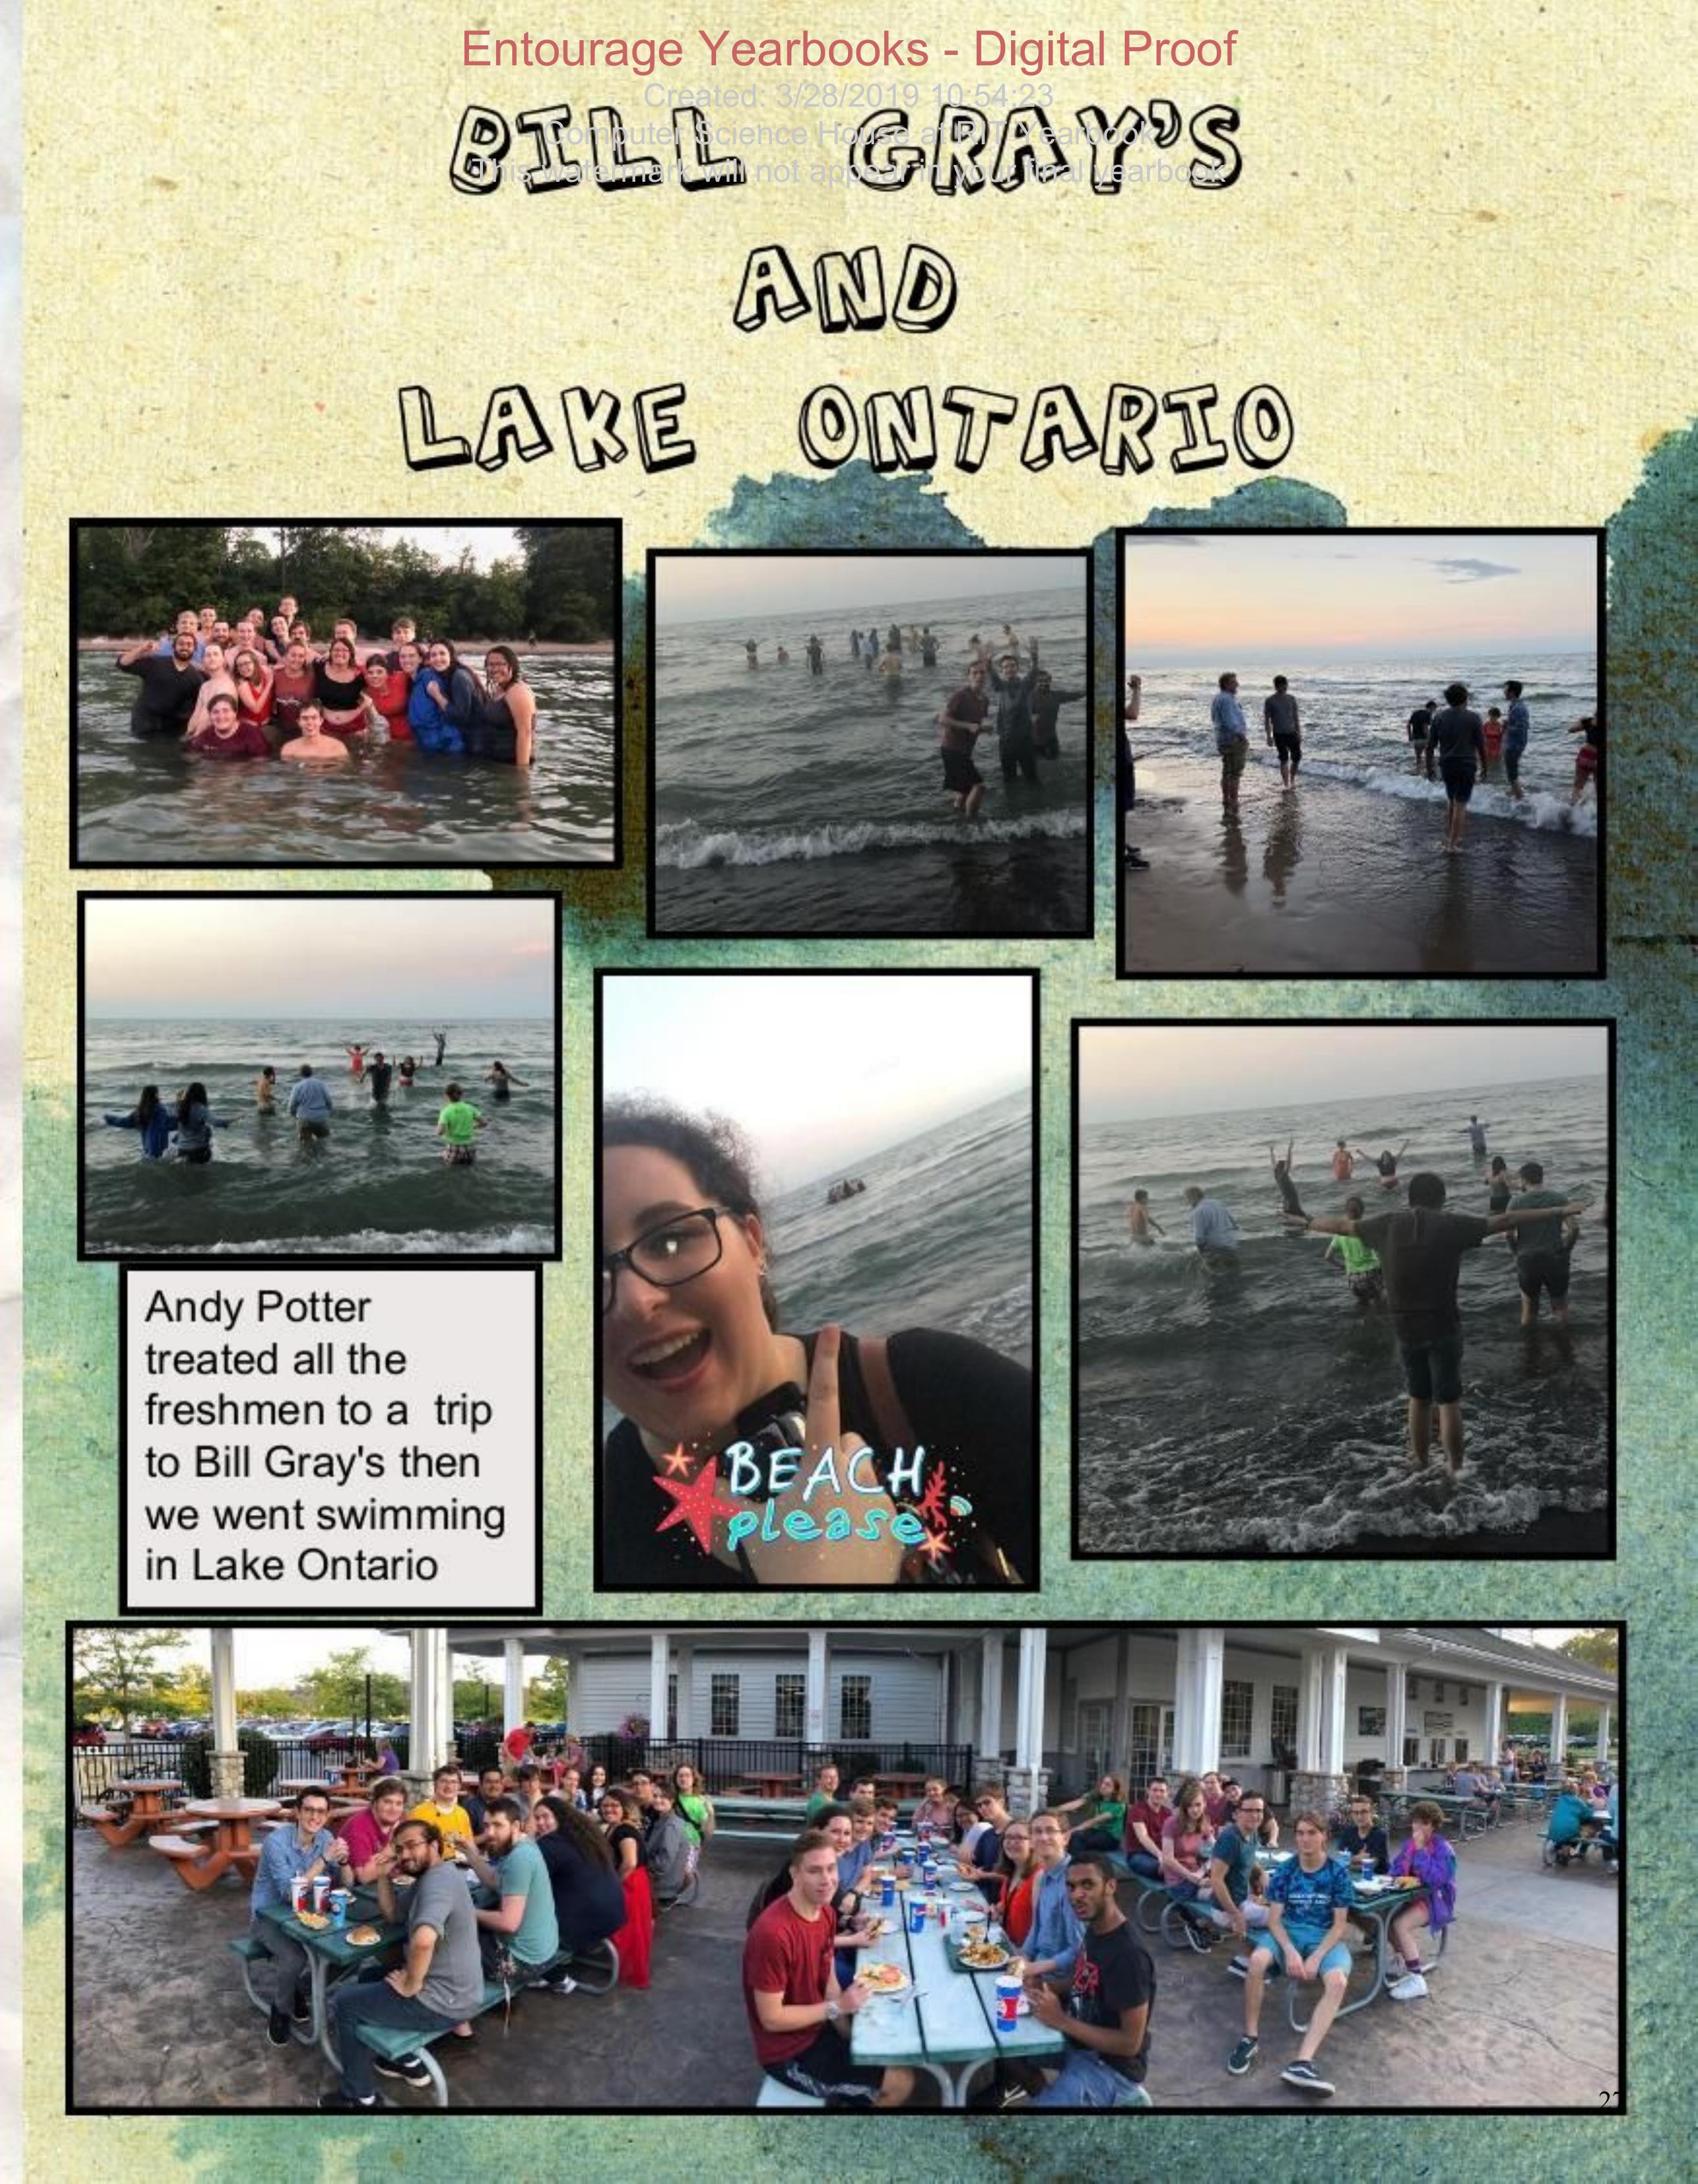 Entourage Yearbooks - Digital Proof
Created: 3/28/2019 10:54:23
Computer Science House at RIT Yearbook
This watermark will not appear in your final yearbook
BILL GRAY'S
AND
LAKE ONTARIO
Andy Potter
treated all the
freshmen to a trip
to Bill Gray's then
we went swimming
in Lake Ontario
BEACH
please